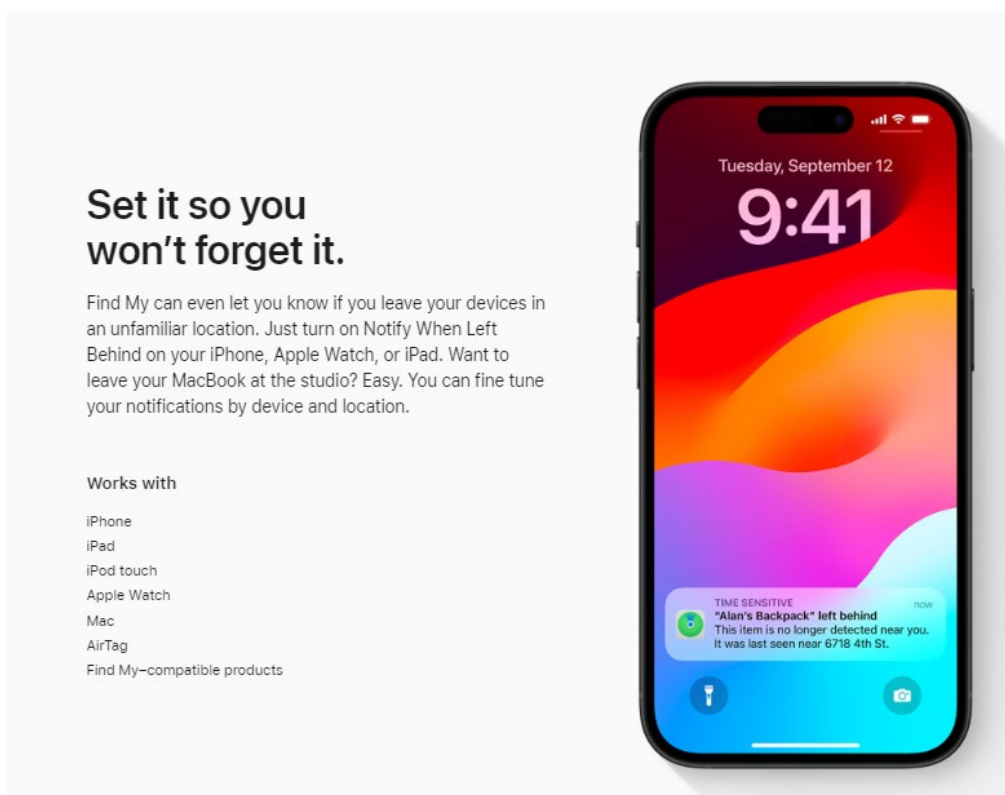 Set it so you
won't forget it.
Find My can even let you know if you leave your devices in
an unfamiliar location. Just turn on Notify When Left
Behind on your iPhone, Apple Watch, or iPad. Want to
leave your MacBook at the studio? Easy. You can fine tune
your notifications by device and location.
Works with
iPhone
iPad
iPod touch
Apple Watch
Mac
AirTag
Find My–compatible products
Tuesday, September 12
9:41
TIME SENSITIVE now
"Alan's Backpack" left behind
This item is no longer detected near you.
It was last seen near 6718 4th St.